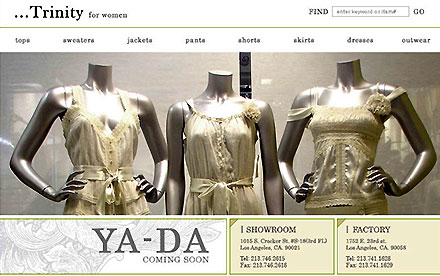 ...Trinity for women
FIND enter keyword or item# GO
tops sweaters jackets pants shorts skirts dresses outwear
YA-DA
COMING SOON
SHOWROOM
1015 S. Crocker St. #S-18(3rd Fl.)
Los Angeles, CA. 90021
Tel: 213.746.2615
Fax: 213.746.2616
FACTORY
1752 E. 23rd st.
Los Angeles, CA. 90058
Tel: 213.741.1628
Fax: 213.741.1629